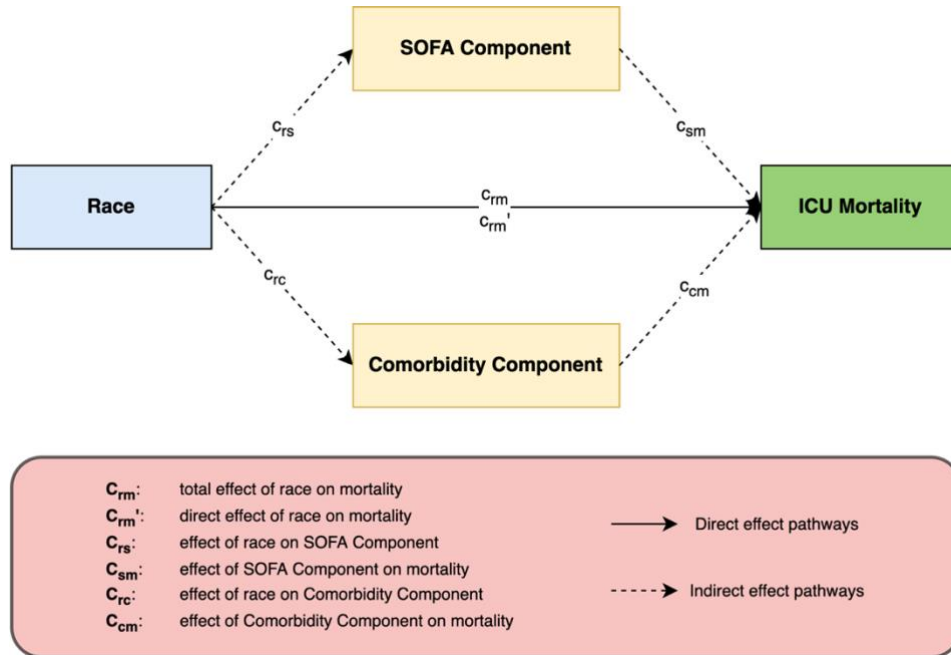 SOFA Component
c_rs
c_sm
Race
c_rm
c_rm'
ICU Mortality
c_rc
c_cm
Comorbidity Component
C_rm: total effect of race on mortality
C_rm': direct effect of race on mortality
C_rs: effect of race on SOFA Component
C_sm: effect of SOFA Component on mortality
C_rc: effect of race on Comorbidity Component
C_cm: effect of Comorbidity Component on mortality
Direct effect pathways
Indirect effect pathways